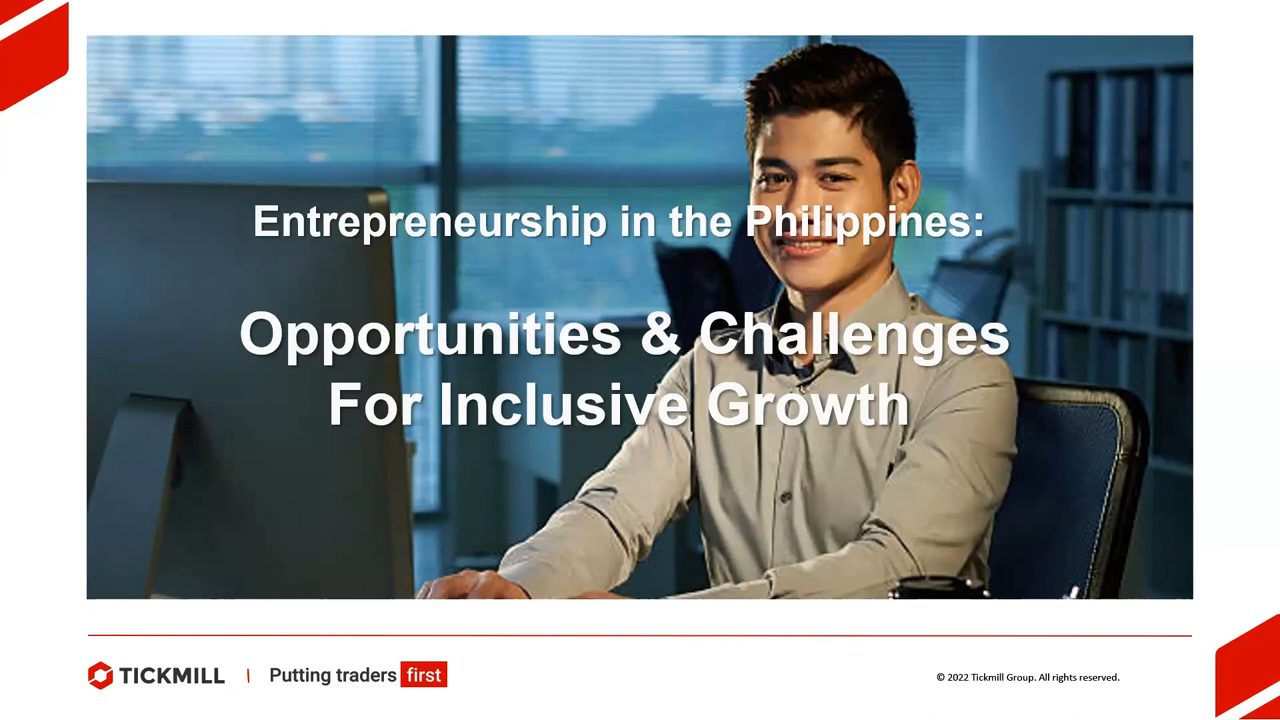 Entrepreneurship in the Philippines:
Opportunities & Challenges
For Inclusive Growth
TICKMILL | Putting traders first
© 2022 Tickmill Group. All rights reserved.